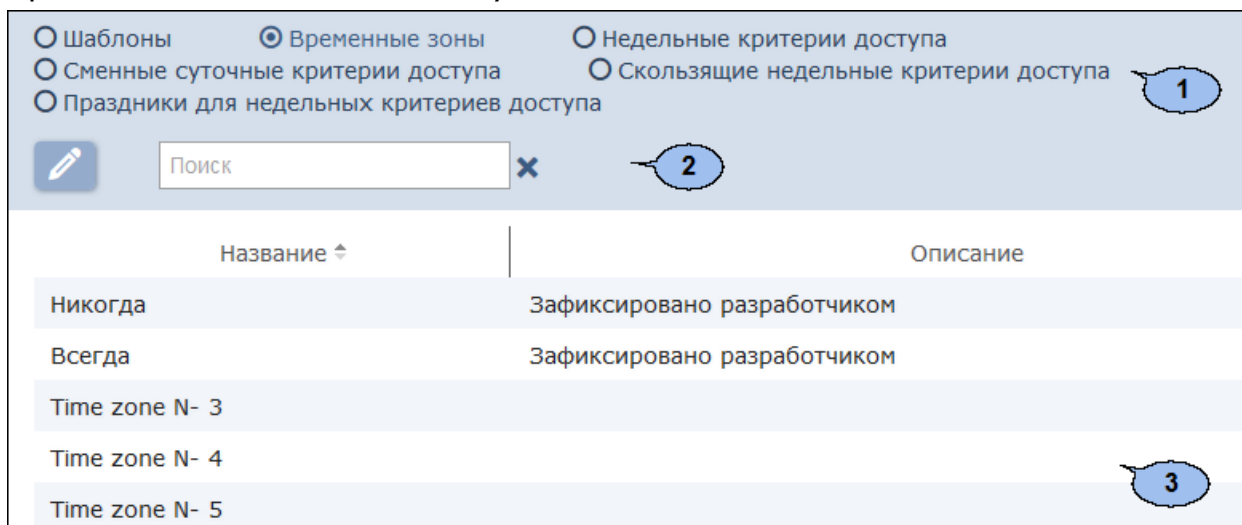 Шаблоны Временные зоны Недельные критерии доступа
Сменные суточные критерии доступа Скользящие недельные критерии доступа
Праздники для недельных критериев доступа
1
Поиск
2
Название Описание
Никогда Зафиксировано разработчиком
Всегда Зафиксировано разработчиком
Time zone N- 3
Time zone N- 4
3
Time zone N- 5